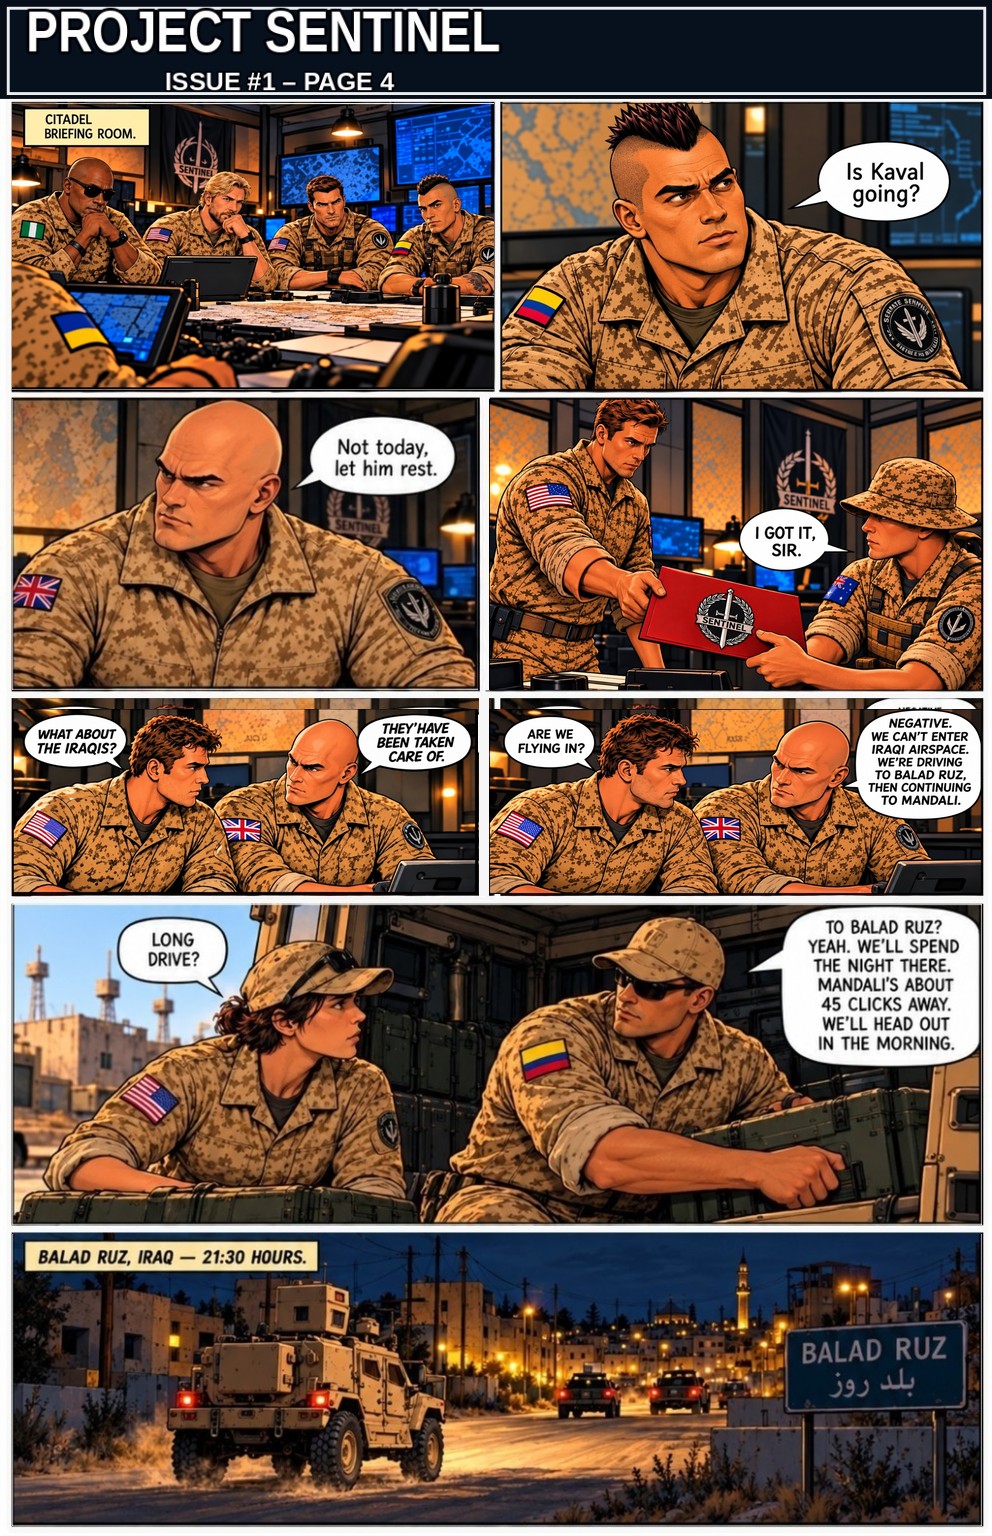 PROJECT SENTINEL
ISSUE #1 – PAGE 4
CITADEL
BRIEFING ROOM.
SENTINEL
Is Kaval
going?
Not today,
let him rest.
SENTINEL
SENTINEL
I GOT IT,
SIR.
SENTINEL
WHAT ABOUT
THE IRAQIS?
THEY'HAVE
BEEN TAKEN
CARE OF.
ARE WE
FLYING IN?
NEGATIVE.
WE CAN'T ENTER
IRAQI AIRSPACE.
WE'RE DRIVING
TO BALAD RUZ,
THEN CONTINUING
TO MANDALI.
LONG
DRIVE?
TO BALAD RUZ?
YEAH. WE'LL SPEND
THE NIGHT THERE.
MANDALI'S ABOUT
45 CLICKS AWAY.
WE'LL HEAD OUT
IN THE MORNING.
BALAD RUZ, IRAQ — 21:30 HOURS.
BALAD RUZ
بلد روز